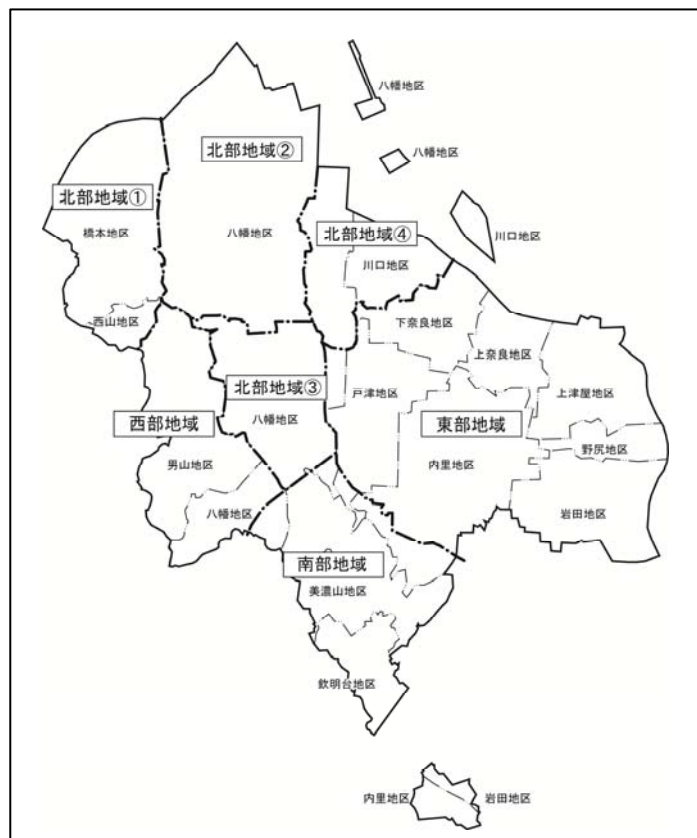 八幡地区
北部地域②
八幡地区
北部地域①
川口地区
橋本地区
八幡地区
北部地域④
川口地区
西山地区
下奈良地区
上奈良地区
北部地域③
戸津地区
上津屋地区
八幡地区
西部地域
東部地域
野尻地区
男山地区
内里地区
八幡地区
岩田地区
南部地域
美濃山地区
欽明台地区
内里地区
岩田地区